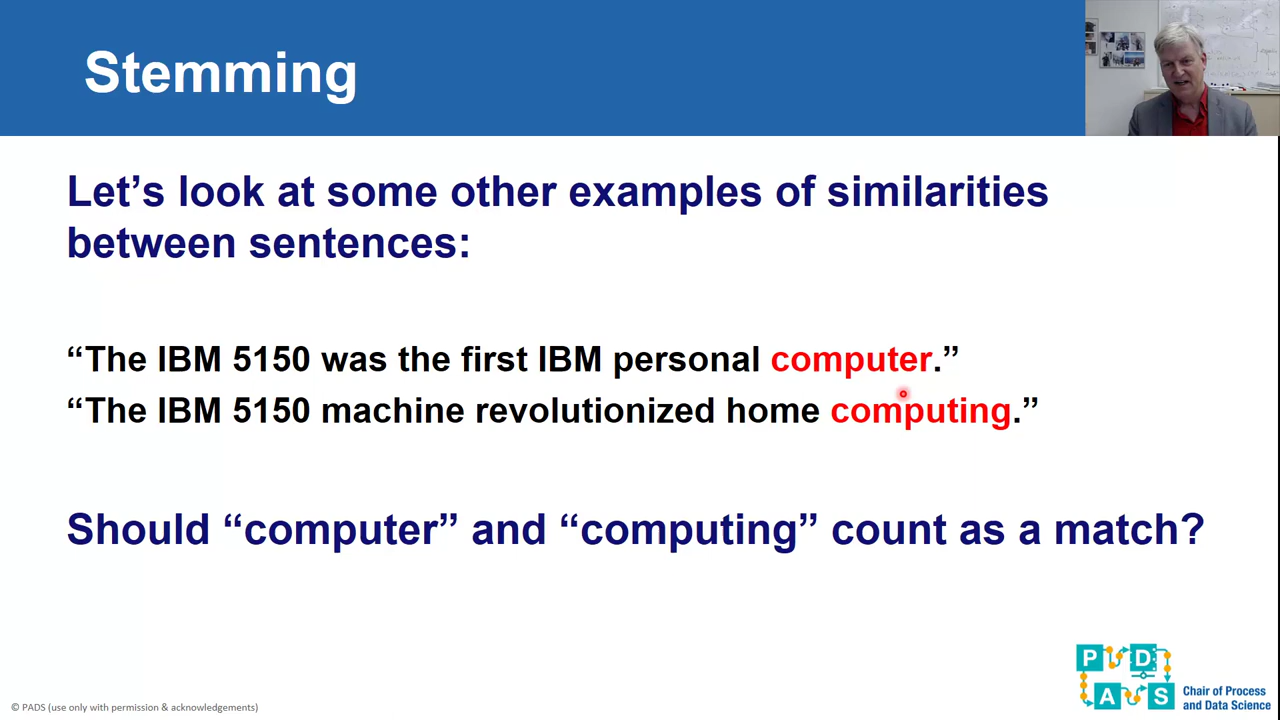 Stemming
Let’s look at some other examples of similarities
between sentences:
“The IBM 5150 was the first IBM personal computer.”
“The IBM 5150 machine revolutionized home computing.”
Should “computer” and “computing” count as a match?
P D
A S
Chair of Process
and Data Science
© PADS (use only with permission & acknowledgements)